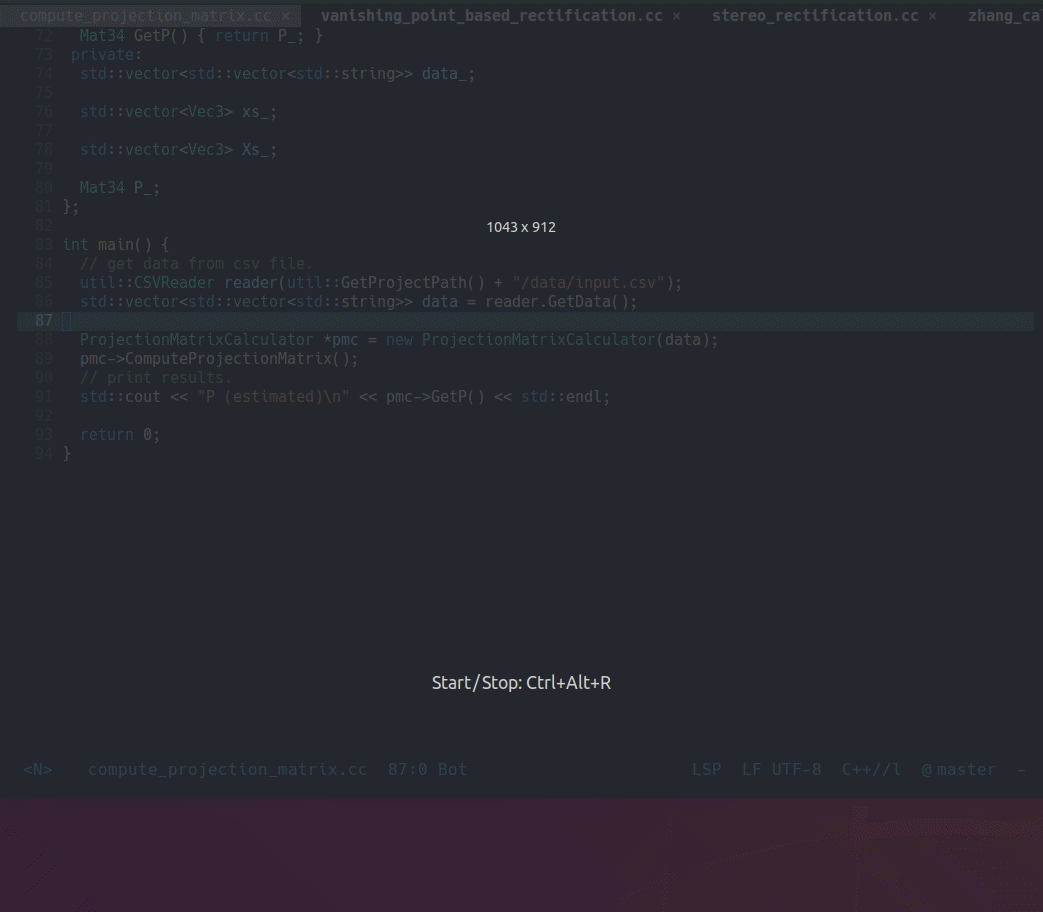 compute_projection_matrix.cc × vanishing_point_based_rectification.cc × stereo_rectification.cc × zhang_ca
72 Mat34 GetP() { return P_; }
73 private:
74 std::vector<std::vector<std::string>> data_;
75
76 std::vector<Vec3> xs_;
77
78 std::vector<Vec3> Xs_;
79
80 Mat34 P_;
81 };
82
1043 x 912
83 int main() {
84 // get data from csv file.
85 util::CSVReader reader(util::GetProjectPath() + "/data/input.csv");
86 std::vector<std::vector<std::string>> data = reader.GetData();
87
88 ProjectionMatrixCalculator *pmc = new ProjectionMatrixCalculator(data);
89 pmc->ComputeProjectionMatrix();
90 // print results.
91 std::cout << "P (estimated)\n" << pmc->GetP() << std::endl;
92
93 return 0;
94 }
Start/Stop: Ctrl+Alt+R
<N> compute_projection_matrix.cc 87:0 Bot LSP LF UTF-8 C++//l @master -